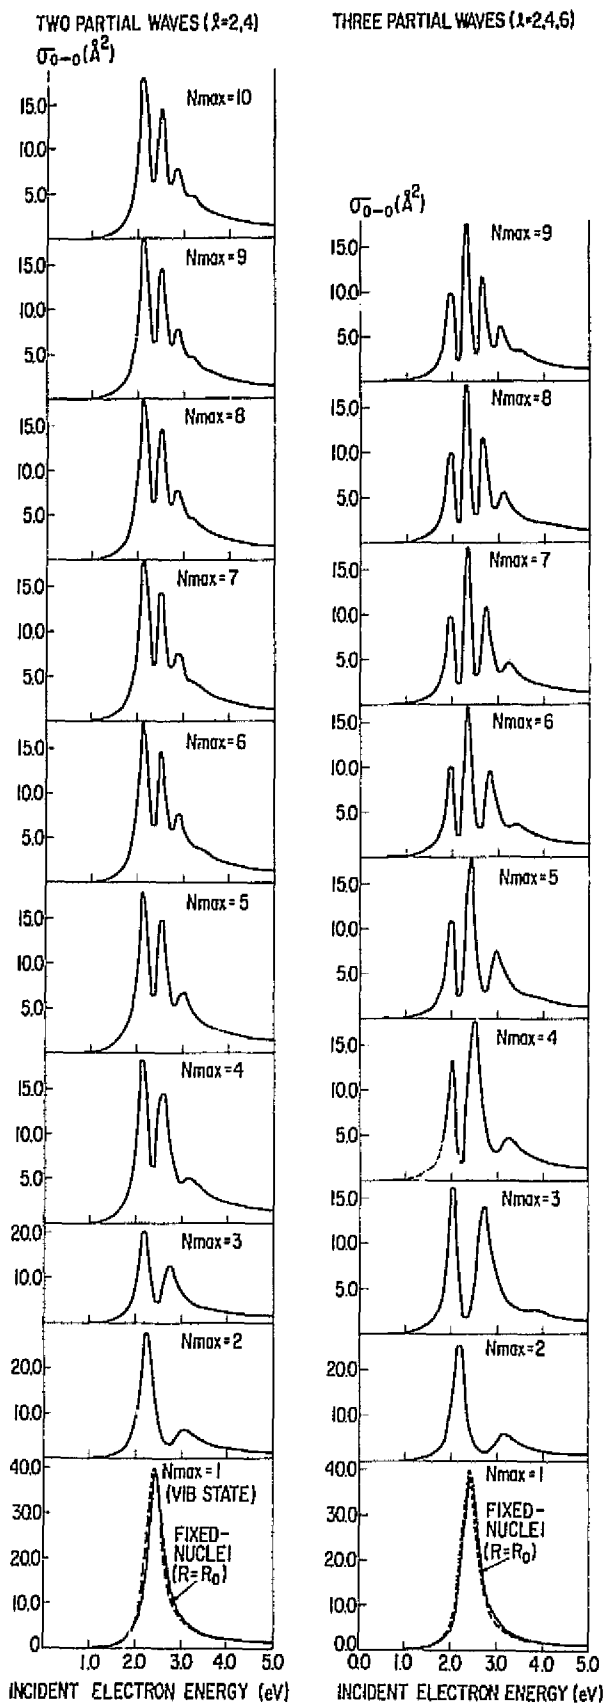 TWO PARTIAL WAVES (ℓ=2,4)
σ0→0(Å²)
Nmax=10
15.0
10.0
5.0
Nmax=9
15.0
10.0
5.0
Nmax=8
15.0
10.0
5.0
Nmax=7
15.0
10.0
5.0
Nmax=6
15.0
10.0
5.0
Nmax=5
15.0
10.0
5.0
Nmax=4
15.0
10.0
5.0
Nmax=3
20.0
10.0
Nmax=2
20.0
10.0
40.0
Nmax=1
(VIB STATE)
30.0
FIXED-
NUCLEI
(R=R0)
20.0
10.0
0
1.0 2.0 3.0 4.0 5.0
INCIDENT ELECTRON ENERGY (eV)
THREE PARTIAL WAVES (ℓ=2,4,6)
σ0→0(Å²)
Nmax=9
15.0
10.0
5.0
Nmax=8
15.0
10.0
5.0
Nmax=7
15.0
10.0
5.0
Nmax=6
15.0
10.0
5.0
Nmax=5
15.0
10.0
5.0
Nmax=4
15.0
10.0
5.0
Nmax=3
15.0
10.0
5.0
Nmax=2
20.0
10.0
40.0
Nmax=1
30.0
FIXED-
NUCLEI
(R=R0)
20.0
10.0
0
0.0 1.0 2.0 3.0 4.0 5.0
INCIDENT ELECTRON ENERGY (eV)